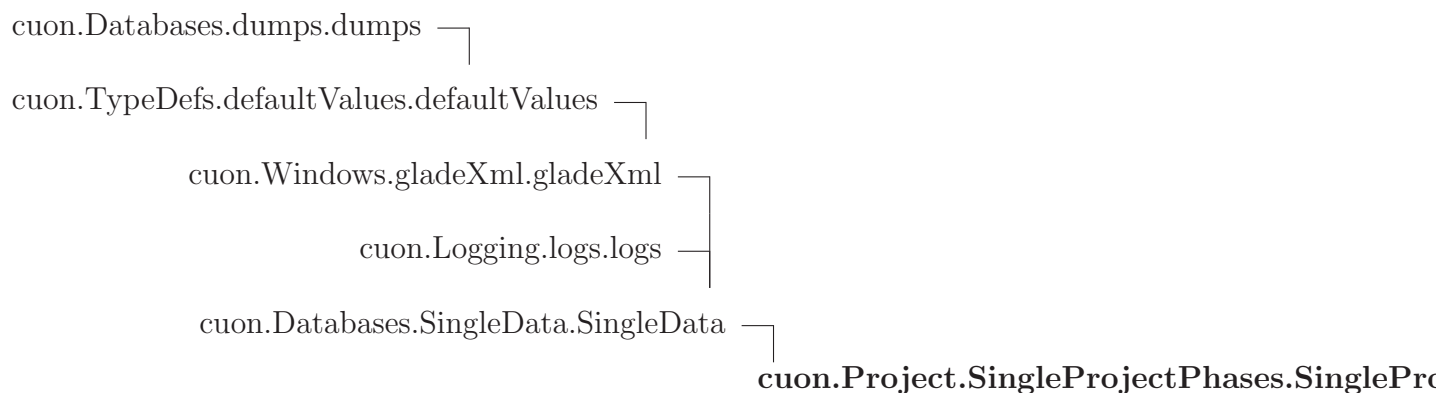 cuon.Databases.dumps.dumps
cuon.TypeDefs.defaultValues.defaultValues
cuon.Windows.gladeXml.gladeXml
cuon.Logging.logs.logs
cuon.Databases.SingleData.SingleData
cuon.Project.SingleProjectPhases.SinglePro